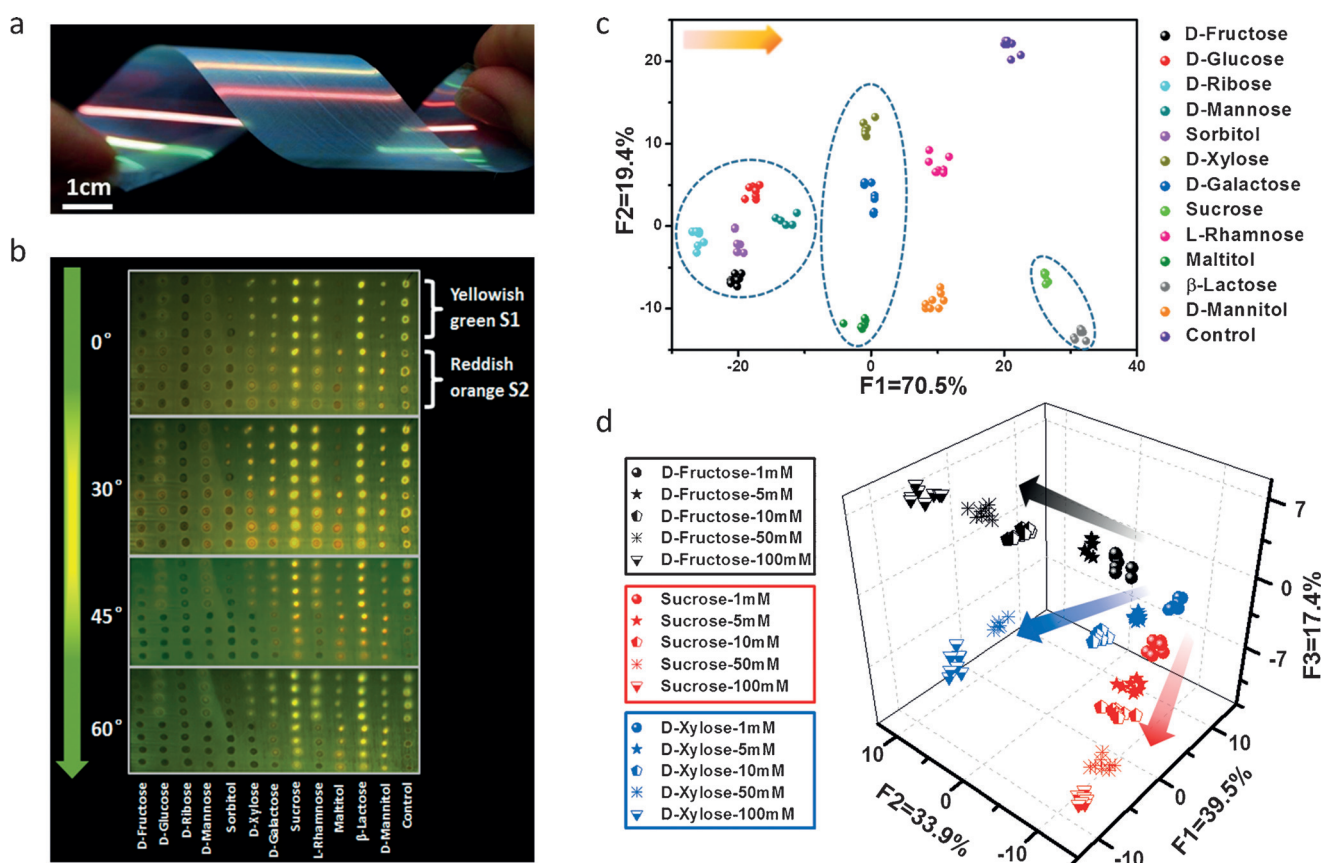 a
1cm
b
0°
30°
45°
60°
Yellowish
green S1
Reddish
orange S2
D-Fructose
D-Glucose
D-Ribose
D-Mannose
Sorbitol
D-Xylose
D-Galactose
Sucrose
L-Rhamnose
Maltitol
β-Lactose
D-Mannitol
Control
c
20
10
0
-10
F2=19.4%
-20
0
20
40
F1=70.5%
D-Fructose
D-Glucose
D-Ribose
D-Mannose
Sorbitol
D-Xylose
D-Galactose
Sucrose
L-Rhamnose
Maltitol
β-Lactose
D-Mannitol
Control
d
D-Fructose-1mM
D-Fructose-5mM
D-Fructose-10mM
D-Fructose-50mM
D-Fructose-100mM
Sucrose-1mM
Sucrose-5mM
Sucrose-10mM
Sucrose-50mM
Sucrose-100mM
D-Xylose-1mM
D-Xylose-5mM
D-Xylose-10mM
D-Xylose-50mM
D-Xylose-100mM
7
0
-7
F3=17.4%
10
0
-10
F2=33.9%
10
0
-10
F1=39.5%